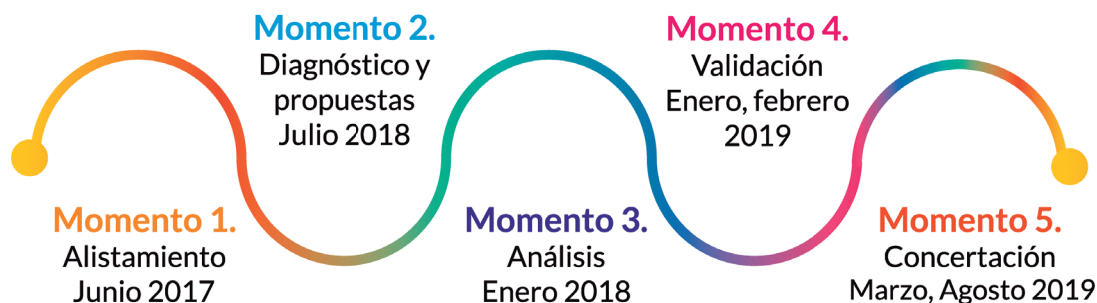 Momento 1.
Alistamiento
Junio 2017
Momento 2.
Diagnóstico y
propuestas
Julio 2018
Momento 3.
Análisis
Enero 2018
Momento 4.
Validación
Enero, febrero
2019
Momento 5.
Concertación
Marzo, Agosto 2019